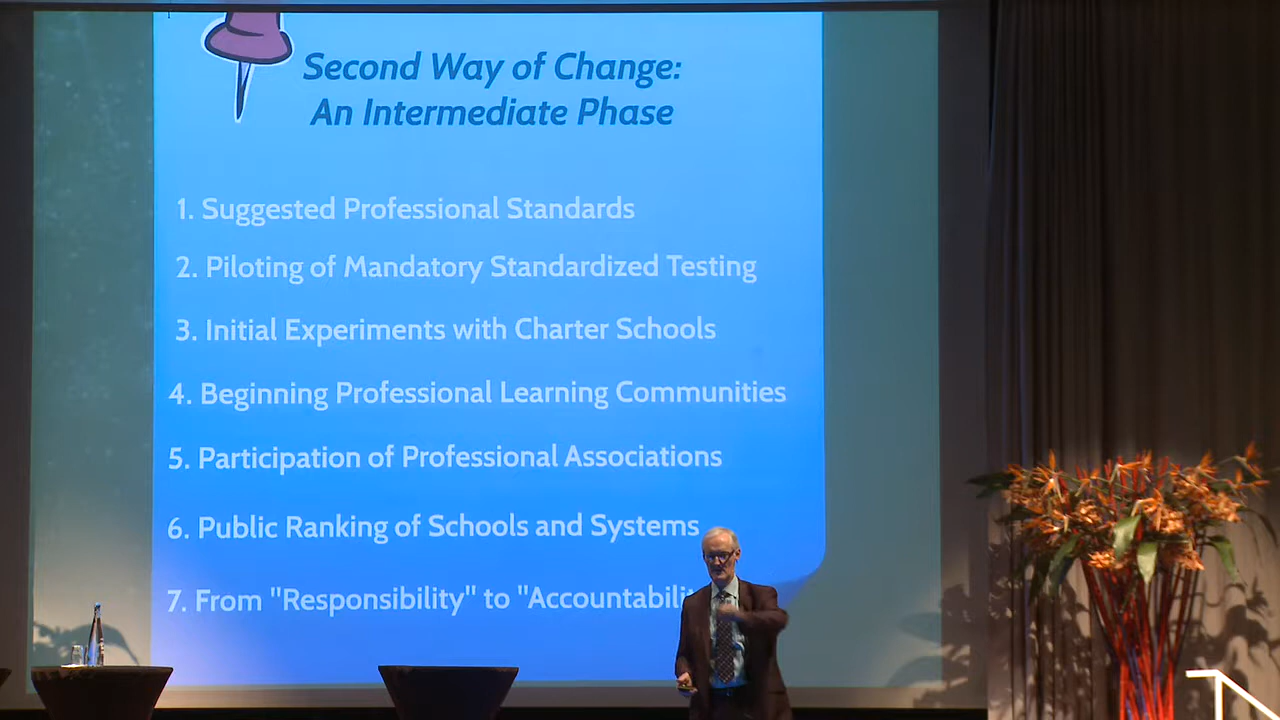 Second Way of Change:
An Intermediate Phase
1. Suggested Professional Standards
2. Piloting of Mandatory Standardized Testing
3. Initial Experiments with Charter Schools
4. Beginning Professional Learning Communities
5. Participation of Professional Associations
6. Public Ranking of Schools and Systems
7. From "Responsibility" to